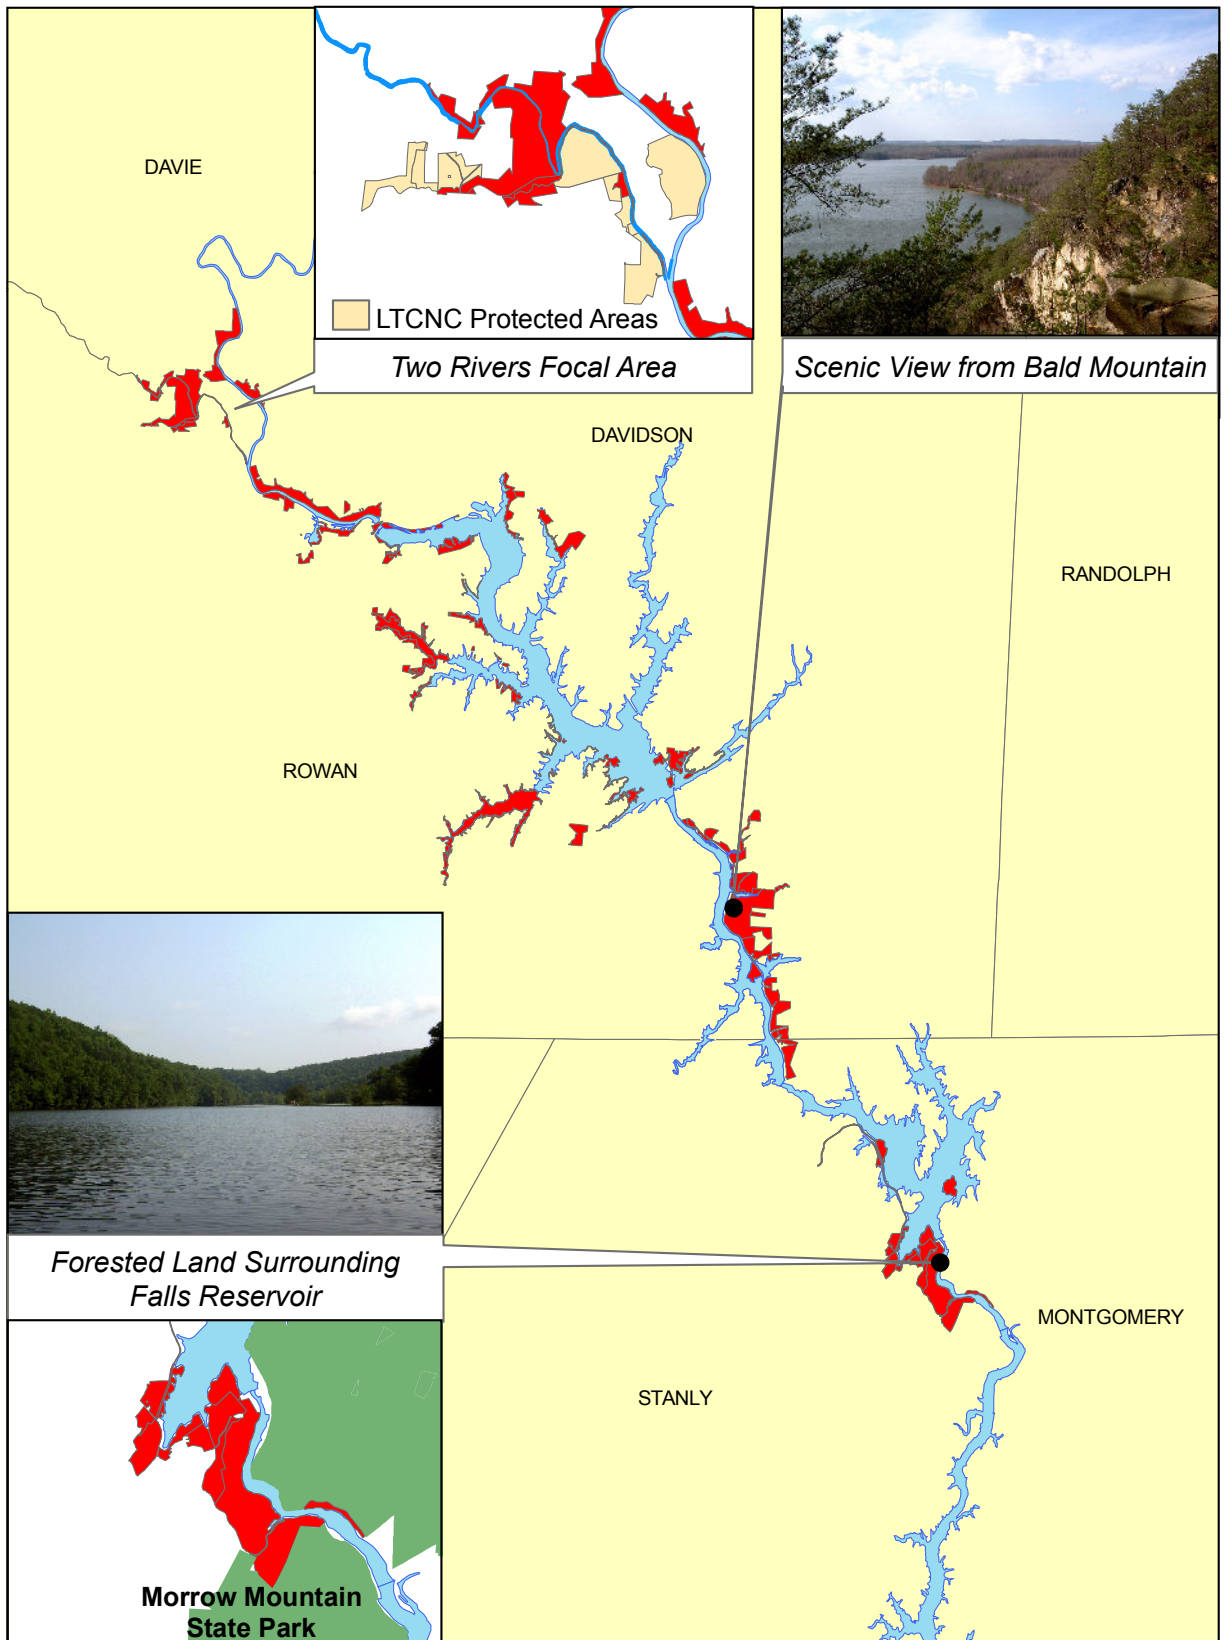 DAVIE
LTCNC Protected Areas
Two Rivers Focal Area
Scenic View from Bald Mountain
DAVIDSON
RANDOLPH
ROWAN
Forested Land Surrounding
Falls Reservoir
MONTGOMERY
STANLY
Morrow Mountain
State Park